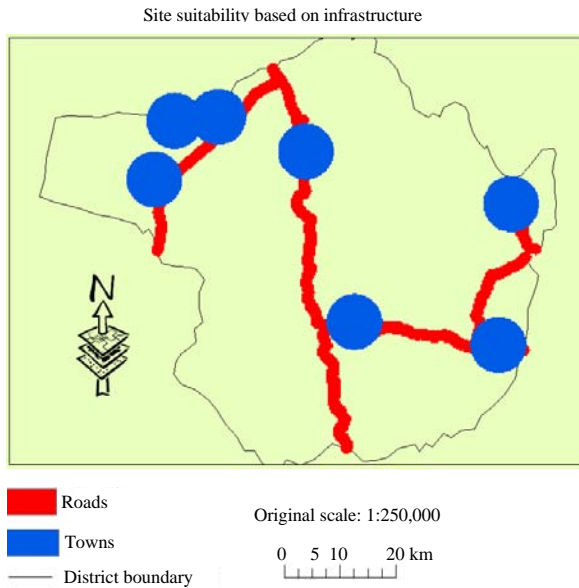 Site suitability based on infrastructure
N
Roads
Original scale: 1:250,000
Towns
0 5 10 20 km
District boundary